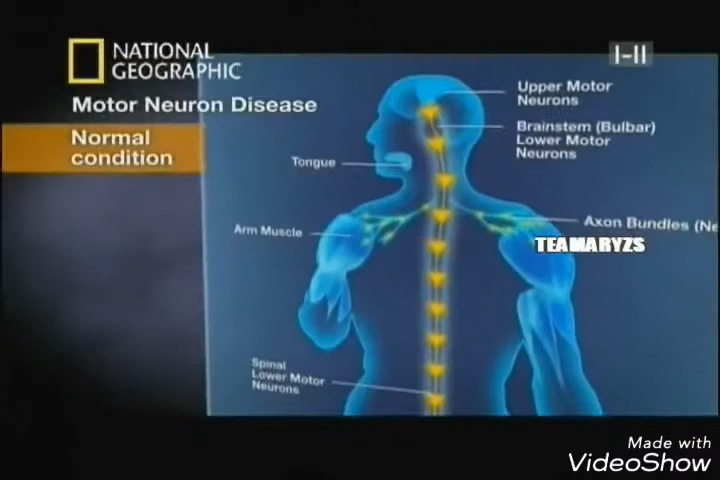 NATIONAL
GEOGRAPHIC
I-II
Motor Neuron Disease
Normal
condition
Upper Motor
Neurons
Brainstem (Bulbar)
Lower Motor
Neurons
Tongue
Arm Muscle
Axon Bundles (Ne
TEAMARYZS
Spinal
Lower Motor
Neurons
Made with
VideoShow